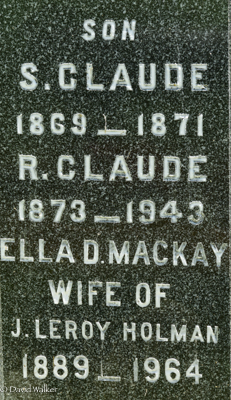 SON
S. CLAUDE
1869 — 1871
R. CLAUDE
1873 — 1943
ELLA D. MACKAY
WIFE OF
J. LEROY HOLMAN
1889 — 1964
© David Walker